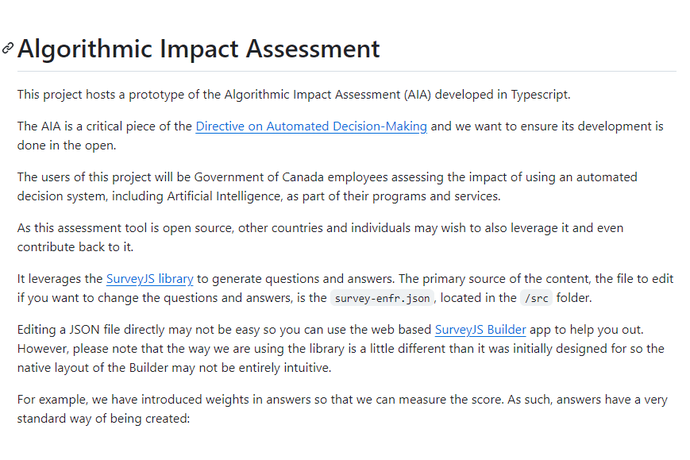 Algorithmic Impact Assessment
This project hosts a prototype of the Algorithmic Impact Assessment (AIA) developed in Typescript.
The AIA is a critical piece of the Directive on Automated Decision-Making and we want to ensure its development is
done in the open.
The users of this project will be Government of Canada employees assessing the impact of using an automated
decision system, including Artificial Intelligence, as part of their programs and services.
As this assessment tool is open source, other countries and individuals may wish to also leverage it and even
contribute back to it.
It leverages the SurveyJS library to generate questions and answers. The primary source of the content, the file to edit
if you want to change the questions and answers, is the survey-enfr.json, located in the /src folder.
Editing a JSON file directly may not be easy so you can use the web based SurveyJS Builder app to help you out.
However, please note that the way we are using the library is a little different than it was initially designed for so the
native layout of the Builder may not be entirely intuitive.
For example, we have introduced weights in answers so that we can measure the score. As such, answers have a very
standard way of being created: